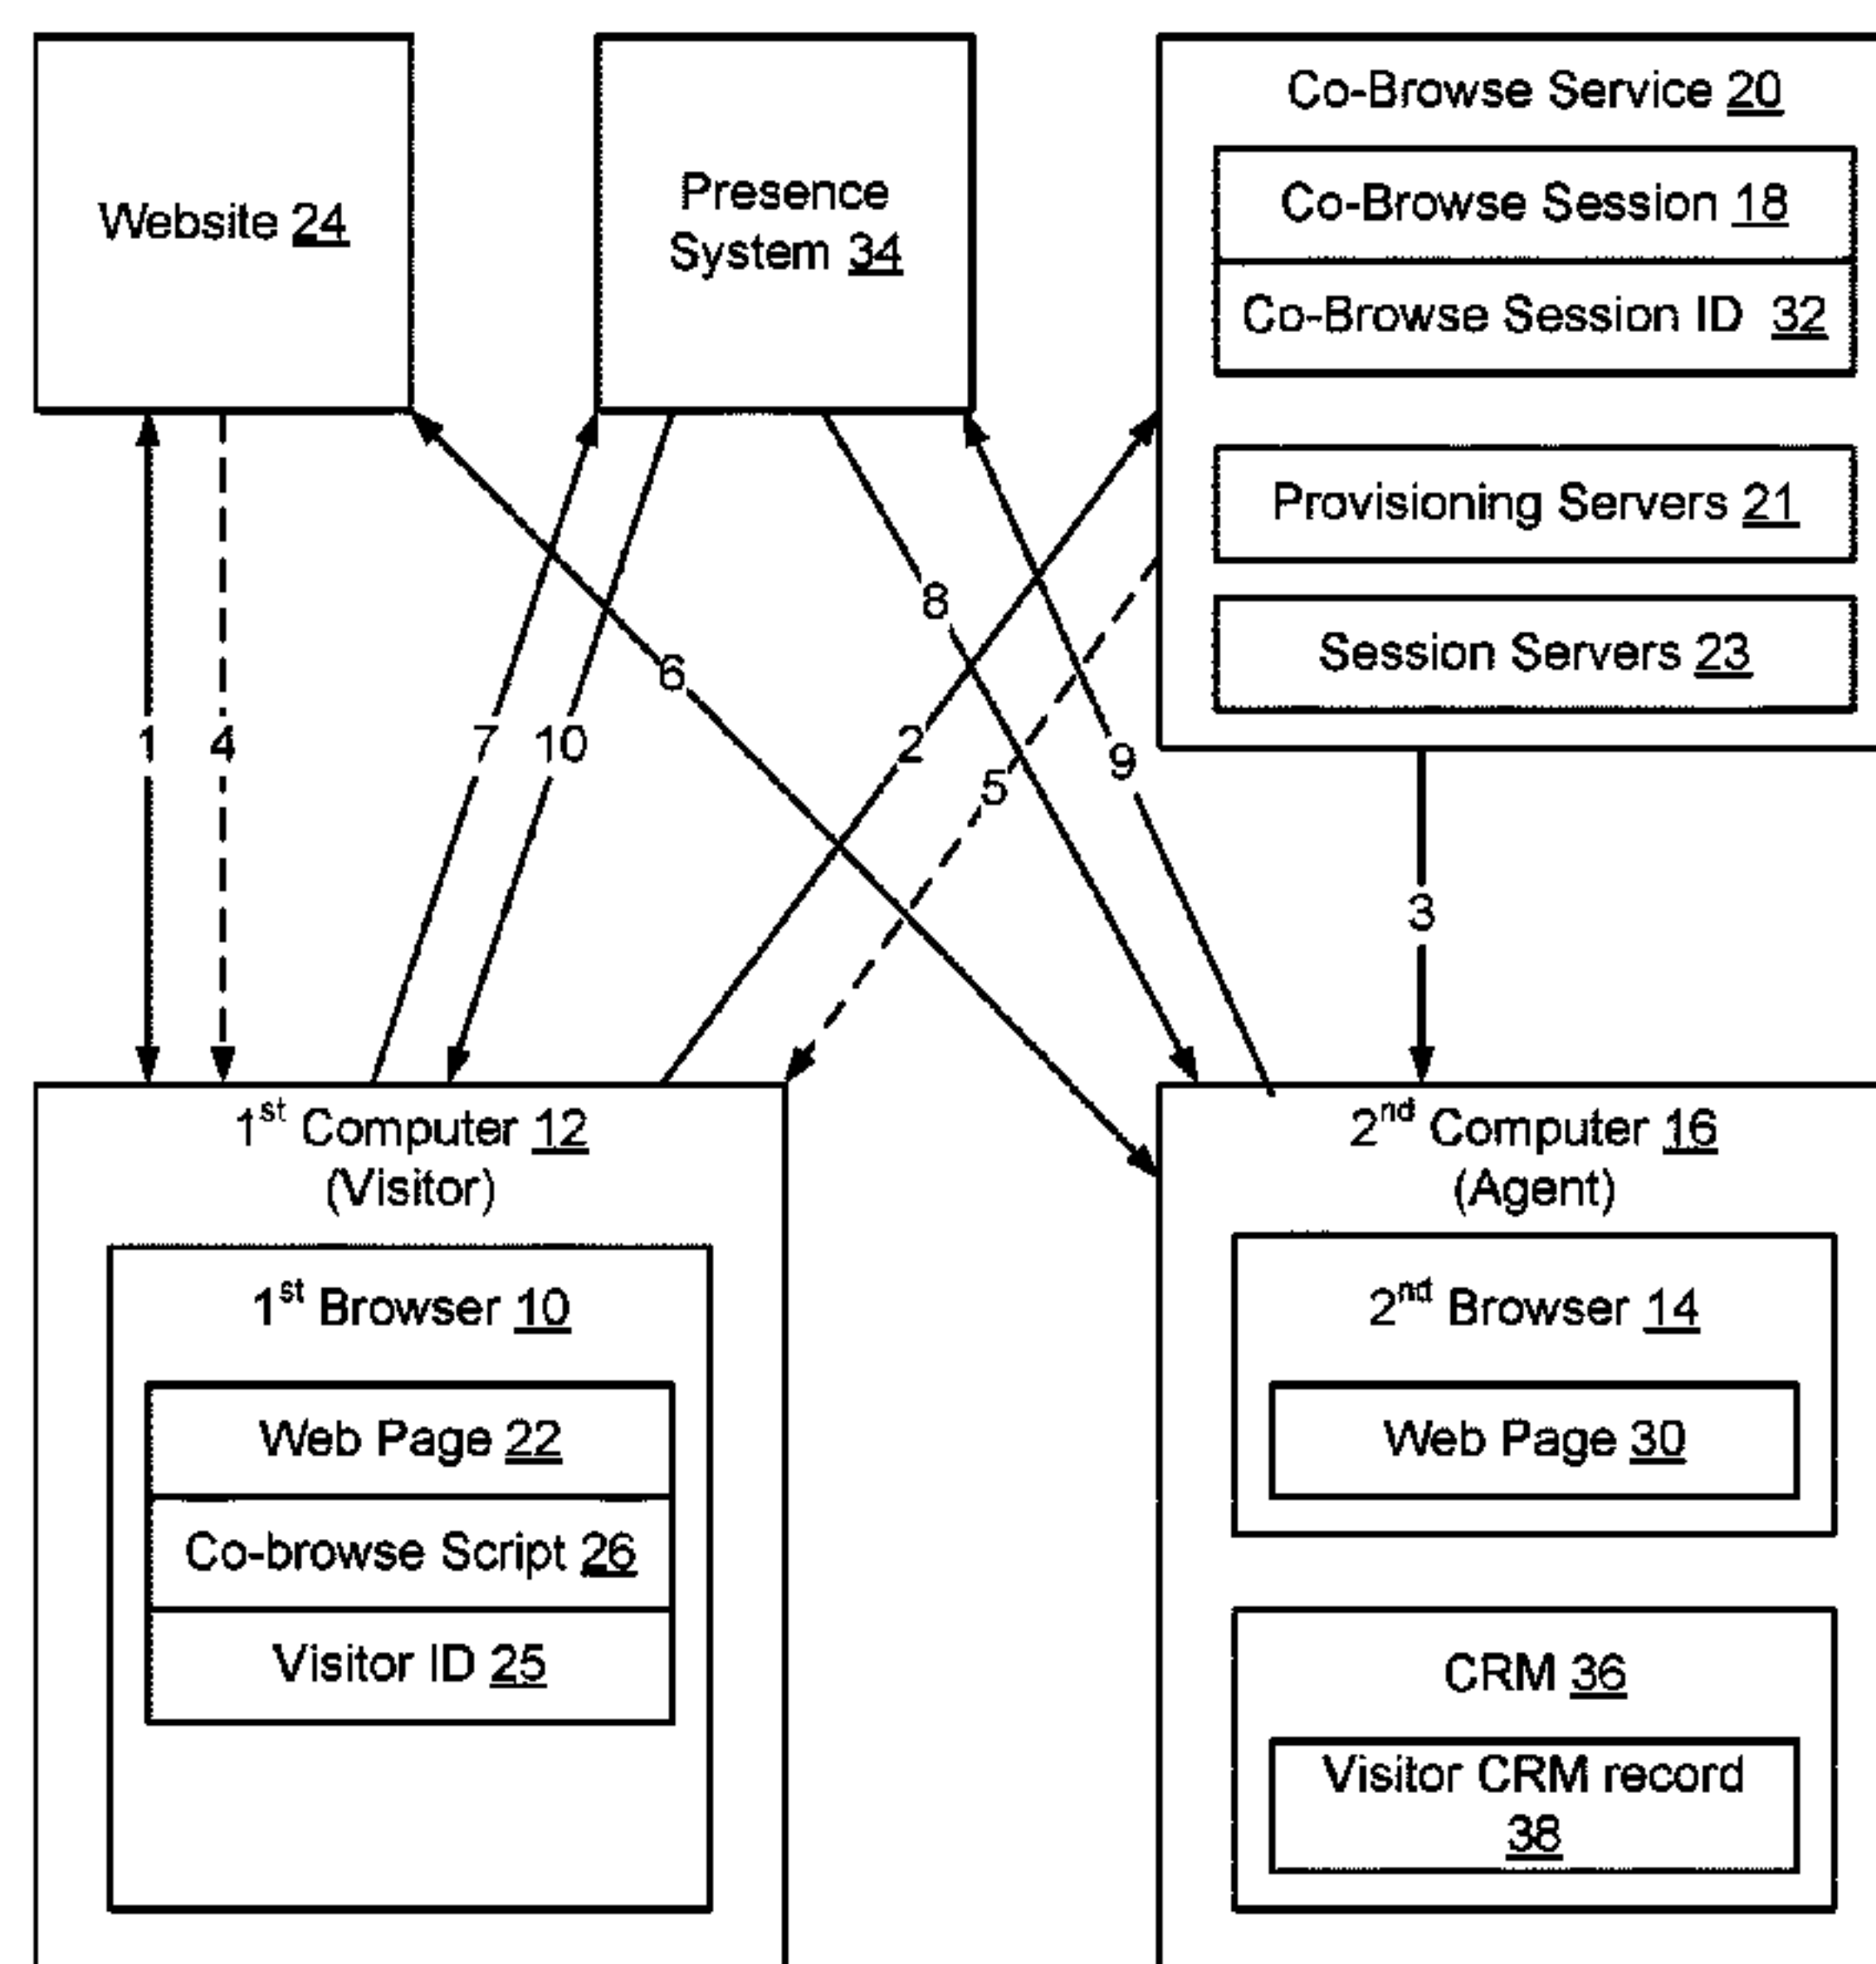 Website 24
Presence
System 34
Co-Browse Service 20
Co-Browse Session 18
Co-Browse Session ID 32
Provisioning Servers 21
Session Servers 23
1
4
7
10
6
2
5
8
9
3
1st Computer 12
(Visitor)
1st Browser 10
Web Page 22
Co-browse Script 26
Visitor ID 25
2nd Computer 16
(Agent)
2nd Browser 14
Web Page 30
CRM 36
Visitor CRM record
38